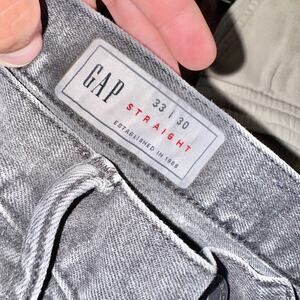 GAP
33 | 30
STRAIGHT
ESTABLISHED IN 1969